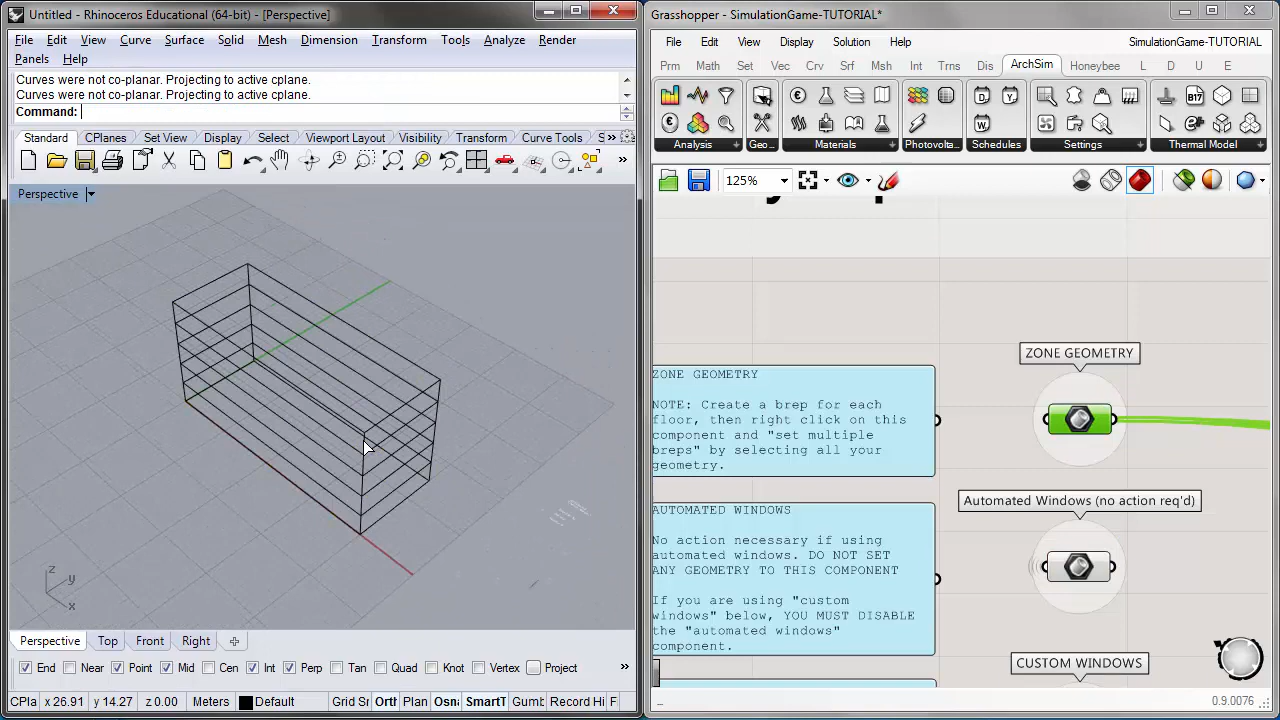 Untitled - Rhinoceros Educational (64-bit) - [Perspective]
File Edit View Curve Surface Solid Mesh Dimension Transform Tools Analyze Render
Panels Help
Curves were not co-planar. Projecting to active cplane.
Curves were not co-planar. Projecting to active cplane.
Command:
Standard CPlanes Set View Display Select Viewport Layout Visibility Transform Curve Tools S »
Perspective
z
y
x
Perspective Top Front Right
End Near Point Mid Cen Int Perp Tan Quad Knot Vertex Project
CPla x 26.91 y 14.27 z 0.00 Meters Default Grid Sr Orth Plan Osna SmartT Gumb Record Hi F
Grasshopper - SimulationGame-TUTORIAL*
File Edit View Display Solution Help SimulationGame-TUTORIAL
Prm Math Set Vec Crv Srf Msh Int Trns Dis ArchSim Honeybee L D U E
Analysis Geo... Materials Photovolta... Schedules Settings Thermal Model
125%
ZONE GEOMETRY
ZONE GEOMETRY
NOTE: Create a brep for each
floor, then right click on this
component and "set multiple
breps" by selecting all your
geometry.
Automated Windows (no action req'd)
AUTOMATED WINDOWS
No action necessary if using
automated windows. DO NOT SET
ANY GEOMETRY TO THIS COMPONENT
If you are using "custom
windows" below, YOU MUST DISABLE
the "automated windows"
component.
CUSTOM WINDOWS
0.9.0076